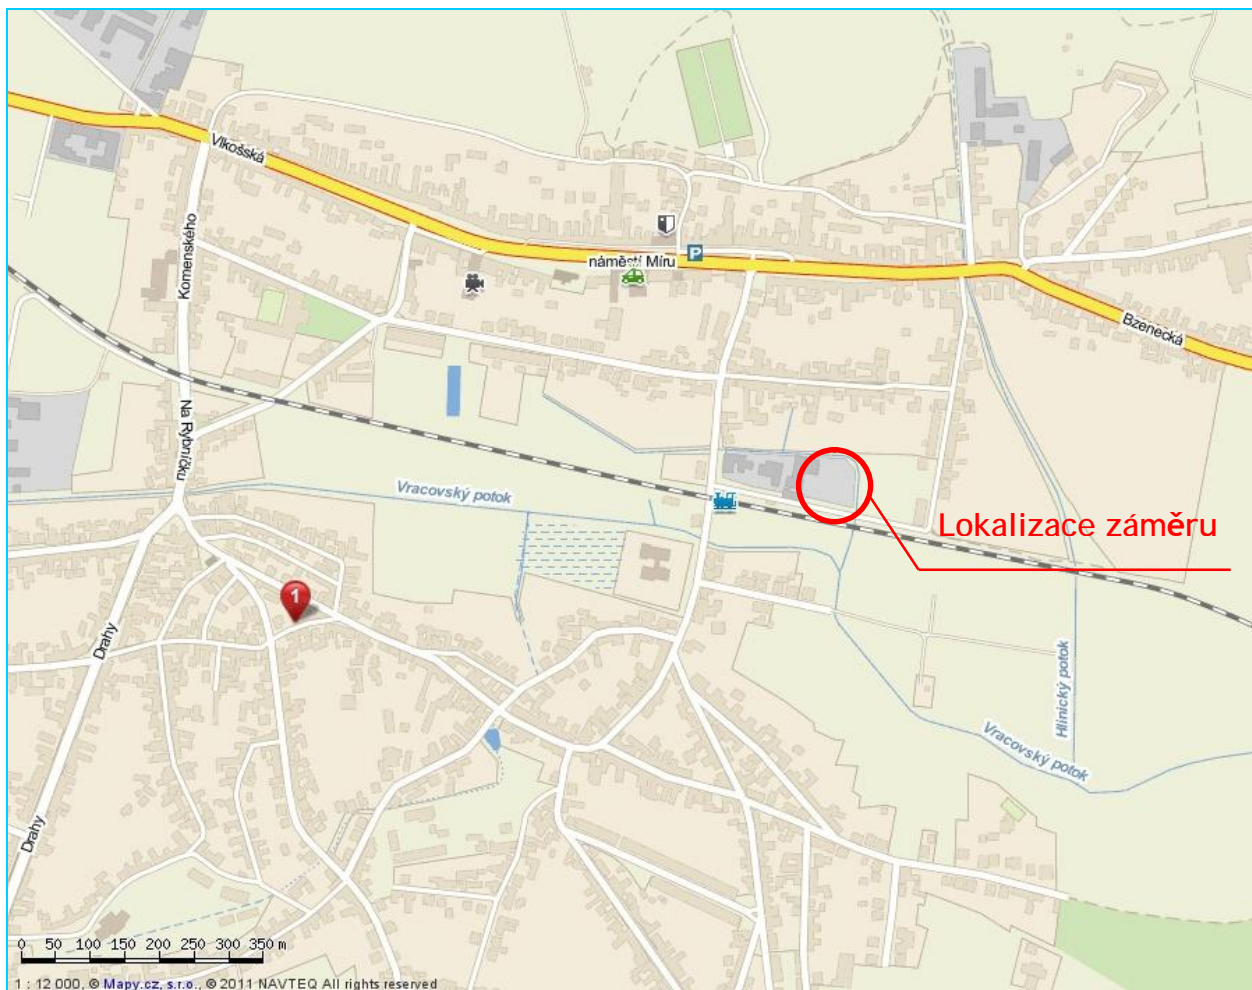 Vlkošská
Komenského
náměstí Míru
P
Bzenecká
Na Rybníčku
Vracovský potok
Lokalizace záměru
1
Drahy
Hlinický potok
Vracovský potok
Drahy
0 50 100 150 200 250 300 350 m
1 : 12 000, © Mapy.cz, s.r.o., © 2011 NAVTEQ All rights reserved